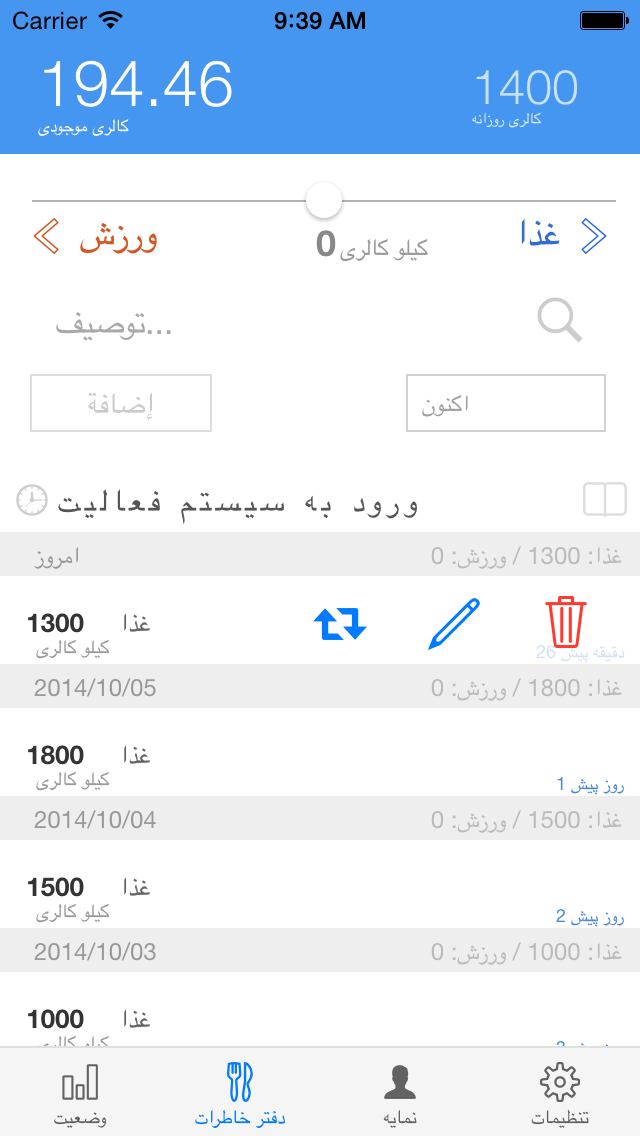 Carrier 9:39 AM
194.46 1400
کالری موجودی کالری روزانه
ورزش 0 کیلو کالری غذا
توصیف...
إضافة اکنون
ورود به سیستم فعالیت
امروز غذا: 1300 / ورزش: 0
1300 غذا
کیلو کالری 26 دقیقه پیش
2014/10/05 غذا: 1800 / ورزش: 0
1800 غذا
کیلو کالری 1 روز پیش
2014/10/04 غذا: 1500 / ورزش: 0
1500 غذا
کیلو کالری 2 روز پیش
2014/10/03 غذا: 1000 / ورزش: 0
1000 غذا
کیلو کالری
وضعیت دفتر خاطرات نمایه تنظیمات